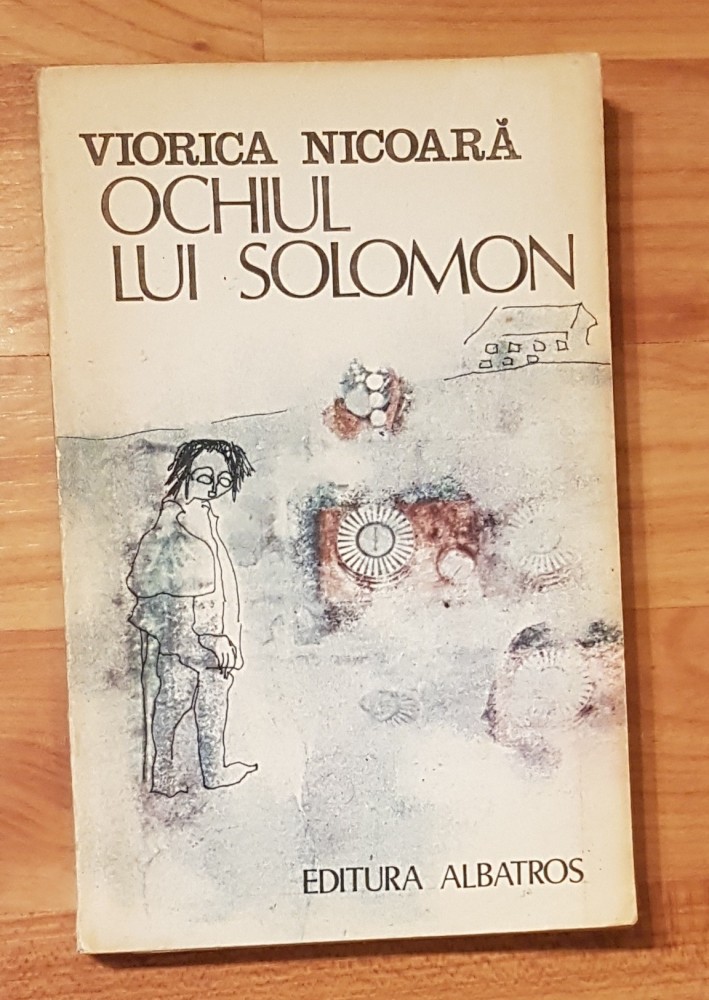 VIORICA NICOARĂ
OCHIUL
LUI SOLOMON
EDITURA ALBATROS